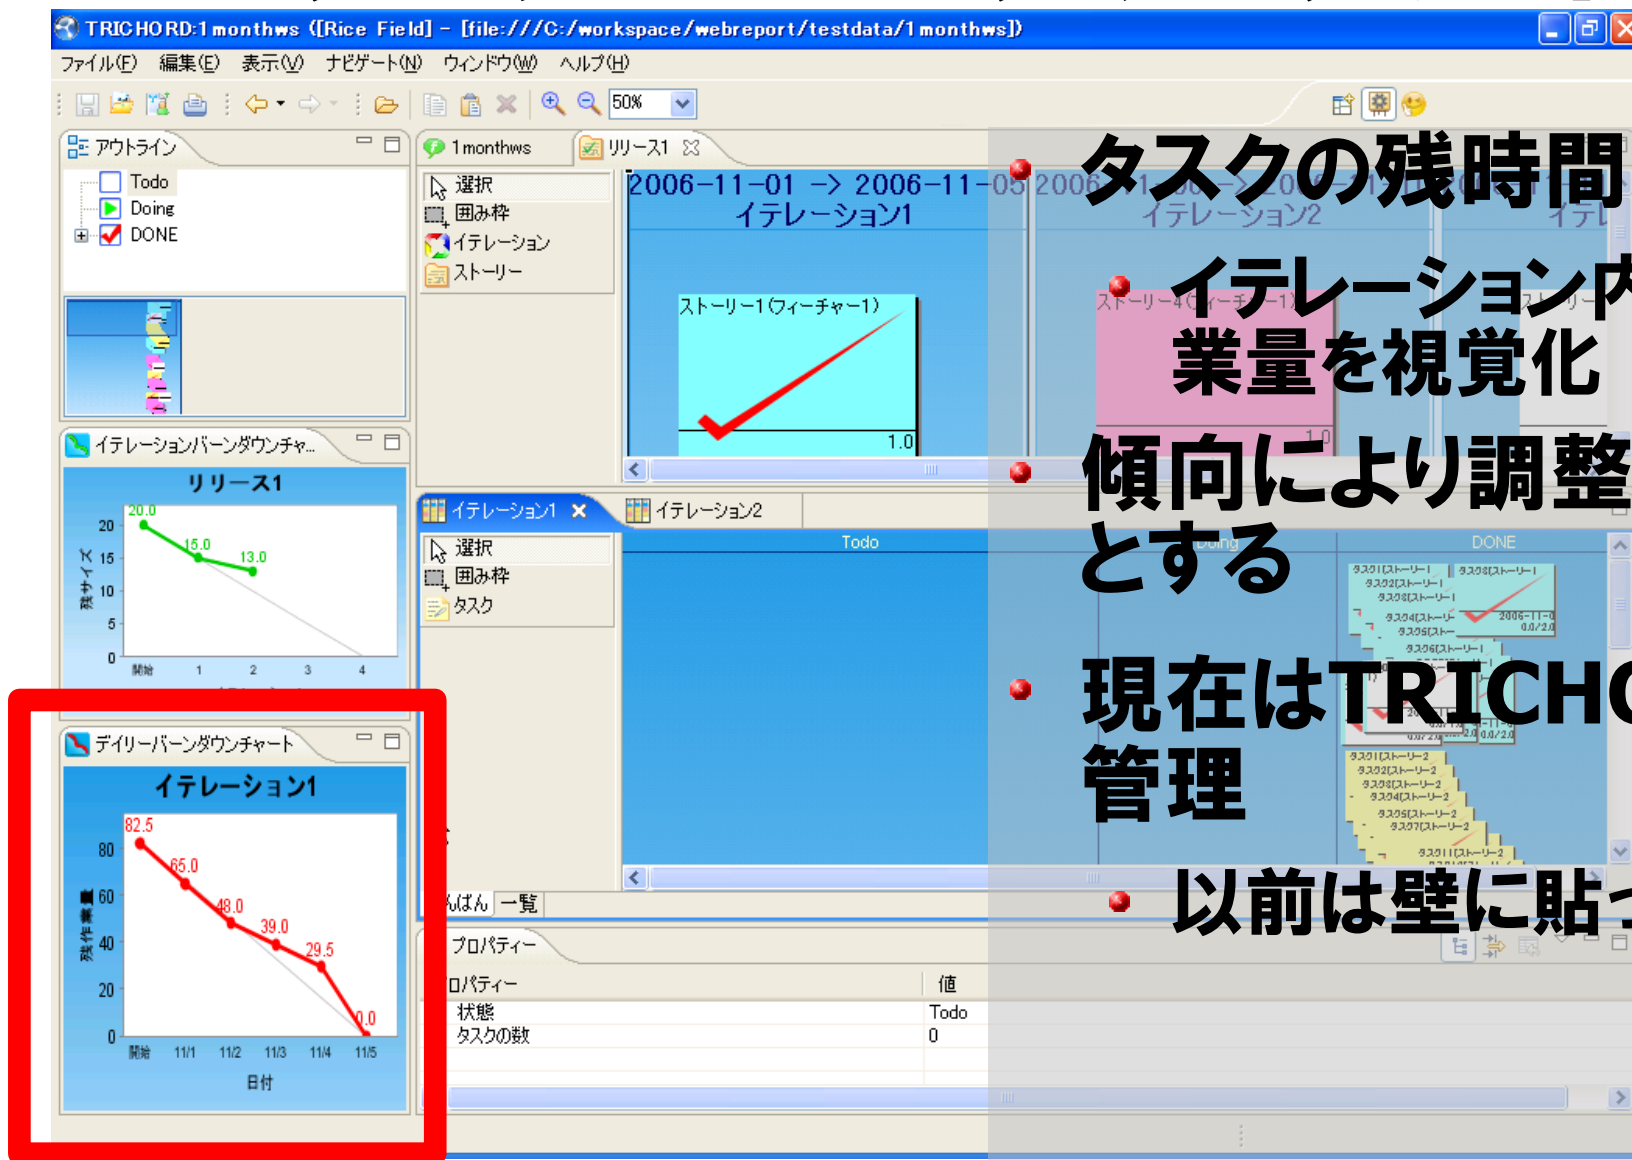 TRICHORD:1monthws ([Rice Field] - [file:///C:/workspace/webreport/testdata/1monthws])
ファイル(F) 編集(E) 表示(V) ナビゲート(N) ウィンドウ(W) ヘルプ(H)
50%
アウトライン
Todo
Doing
DONE
1monthws
リリース1
選択
囲み枠
イテレーション
ストーリー
2006-11-01 -> 2006-11-05
イテレーション1
イテレーション2
ストーリー1(フィーチャー1)
1.0
1.0
タスクの残時間
イテレーション内
業量を視覚化
傾向により調整
とする
現在はTRICHO
管理
以前は壁に貼っ
イテレーションバーンダウンチャ...
リリース1
残サイズ
20
15
10
5
0
20.0
15.0
13.0
開始 1 2 3 4
デイリーバーンダウンチャート
イテレーション1
残作業量
80
60
40
20
0
82.5
65.0
48.0
39.0
29.5
0.0
開始 11/1 11/2 11/3 11/4 11/5
日付
イテレーション1
イテレーション2
選択
囲み枠
タスク
Todo
Doing
DONE
一覧
プロパティー
値
状態
Todo
タスクの数
0